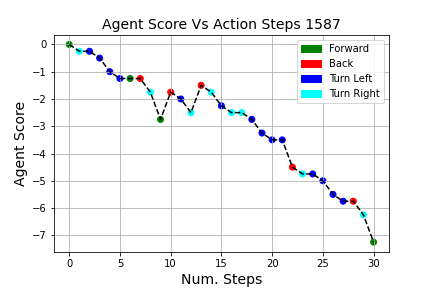 Agent Score Vs Action Steps 1587
Forward
Back
Turn Left
Turn Right
Agent Score
0
−1
−2
−3
−4
−5
−6
−7
0 5 10 15 20 25 30
Num. Steps